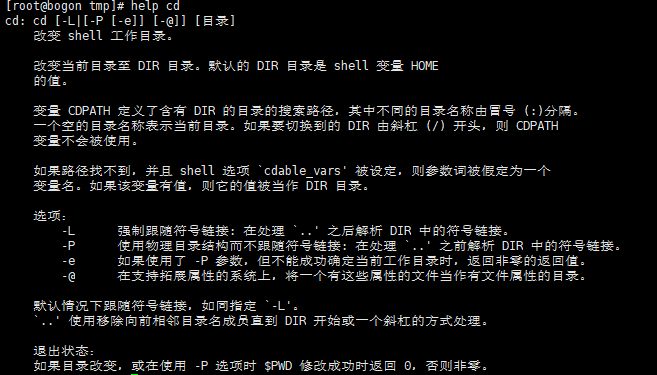 [root@bogon tmp]# help cd
cd: cd [-L|[-P [-e]] [-@]] [目录]
改变 shell 工作目录。
改变当前目录至 DIR 目录。默认的 DIR 目录是 shell 变量 HOME
的值。
变量 CDPATH 定义了含有 DIR 的目录的搜索路径，其中不同的目录名称由冒号 (:)分隔。
一个空的目录名称表示当前目录。如果要切换到的 DIR 由斜杠 (/) 开头，则 CDPATH
变量不会被使用。
如果路径找不到，并且 shell 选项 `cdable_vars' 被设定，则参数词被假定为一个
变量名。如果该变量有值，则它的值被当作 DIR 目录。
选项：
-L 强制跟随符号链接：在处理 `..' 之后解析 DIR 中的符号链接。
-P 使用物理目录结构而不跟随符号链接：在处理 `..' 之前解析 DIR 中的符号链接。
-e 如果使用了 -P 参数，但不能成功确定当前工作目录时，返回非零的返回值。
-@ 在支持拓展属性的系统上，将一个有这些属性的文件当作有文件属性的目录。
默认情况下跟随符号链接，如同指定 `-L'。
`..' 使用移除向前相邻目录名成员直到 DIR 开始或一个斜杠的方式处理。
退出状态：
如果目录改变，或在使用 -P 选项时 $PWD 修改成功时返回 0，否则非零。